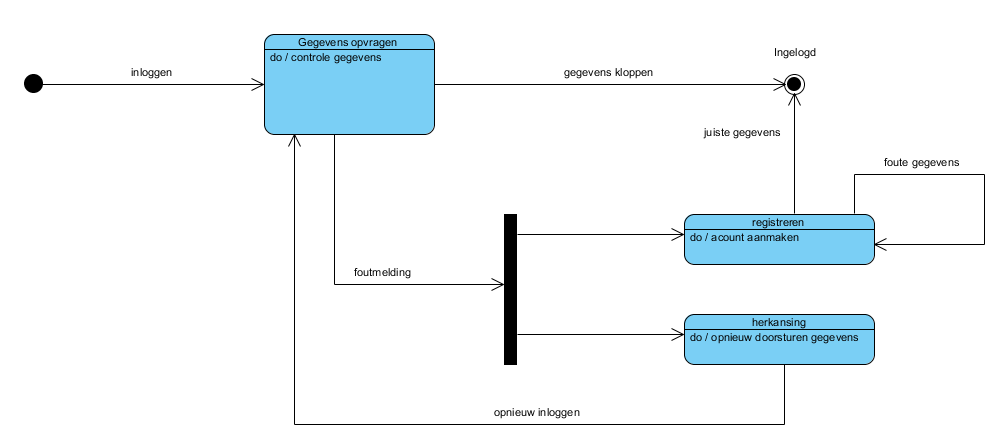 Gegevens opvragen
do / controle gegevens
Ingelogd
inloggen
gegevens kloppen
juiste gegevens
foute gegevens
registreren
do / acount aanmaken
foutmelding
herkansing
do / opnieuw doorsturen gegevens
opnieuw inloggen